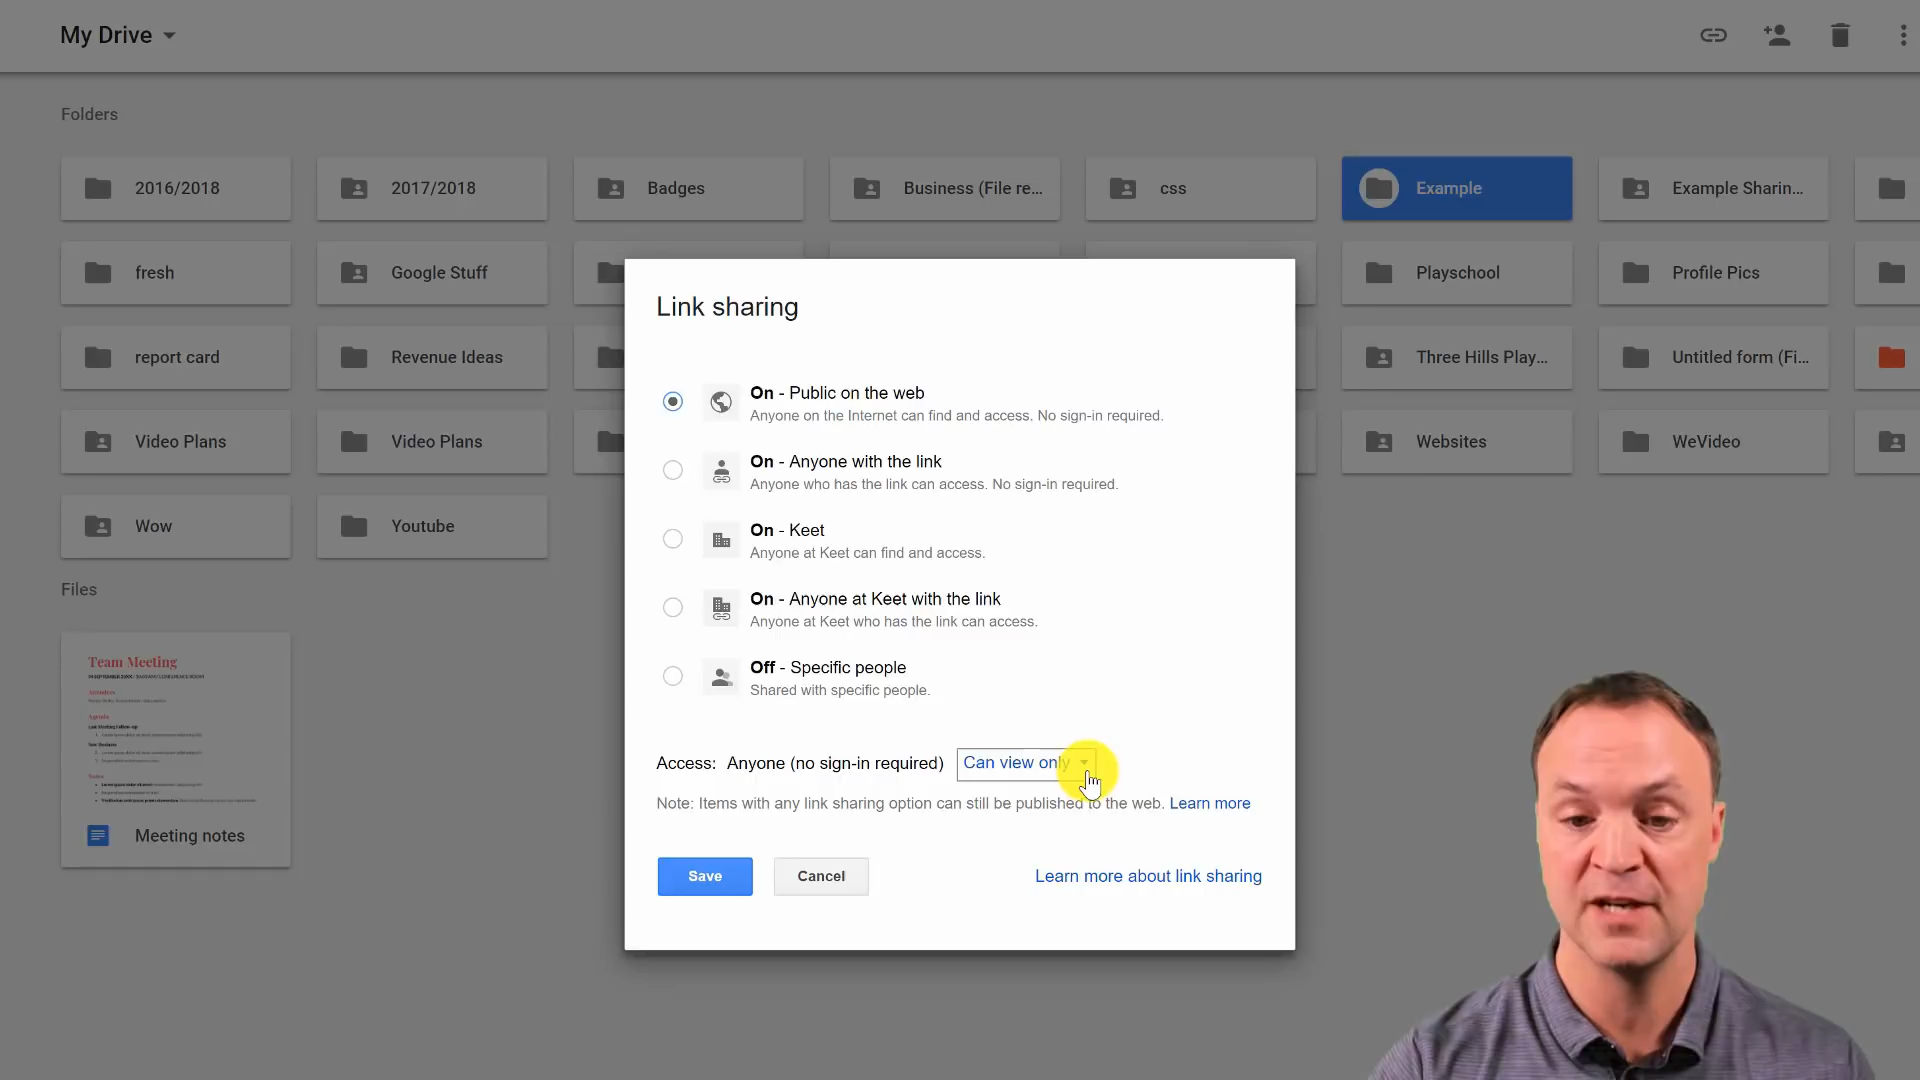 My Drive
Folders
2016/2018
2017/2018
Badges
Business (File re...
css
Example
Example Sharin...
fresh
Google Stuff
Playschool
Profile Pics
report card
Revenue Ideas
Three Hills Play...
Untitled form (Fi...
Video Plans
Video Plans
Websites
WeVideo
Wow
Youtube
Files
Team Meeting
Meeting notes
Link sharing
On - Public on the web
Anyone on the Internet can find and access. No sign-in required.
On - Anyone with the link
Anyone who has the link can access. No sign-in required.
On - Keet
Anyone at Keet can find and access.
On - Anyone at Keet with the link
Anyone at Keet who has the link can access.
Off - Specific people
Shared with specific people.
Access: Anyone (no sign-in required) Can view only
Note: Items with any link sharing option can still be published to the web. Learn more
Save
Cancel
Learn more about link sharing